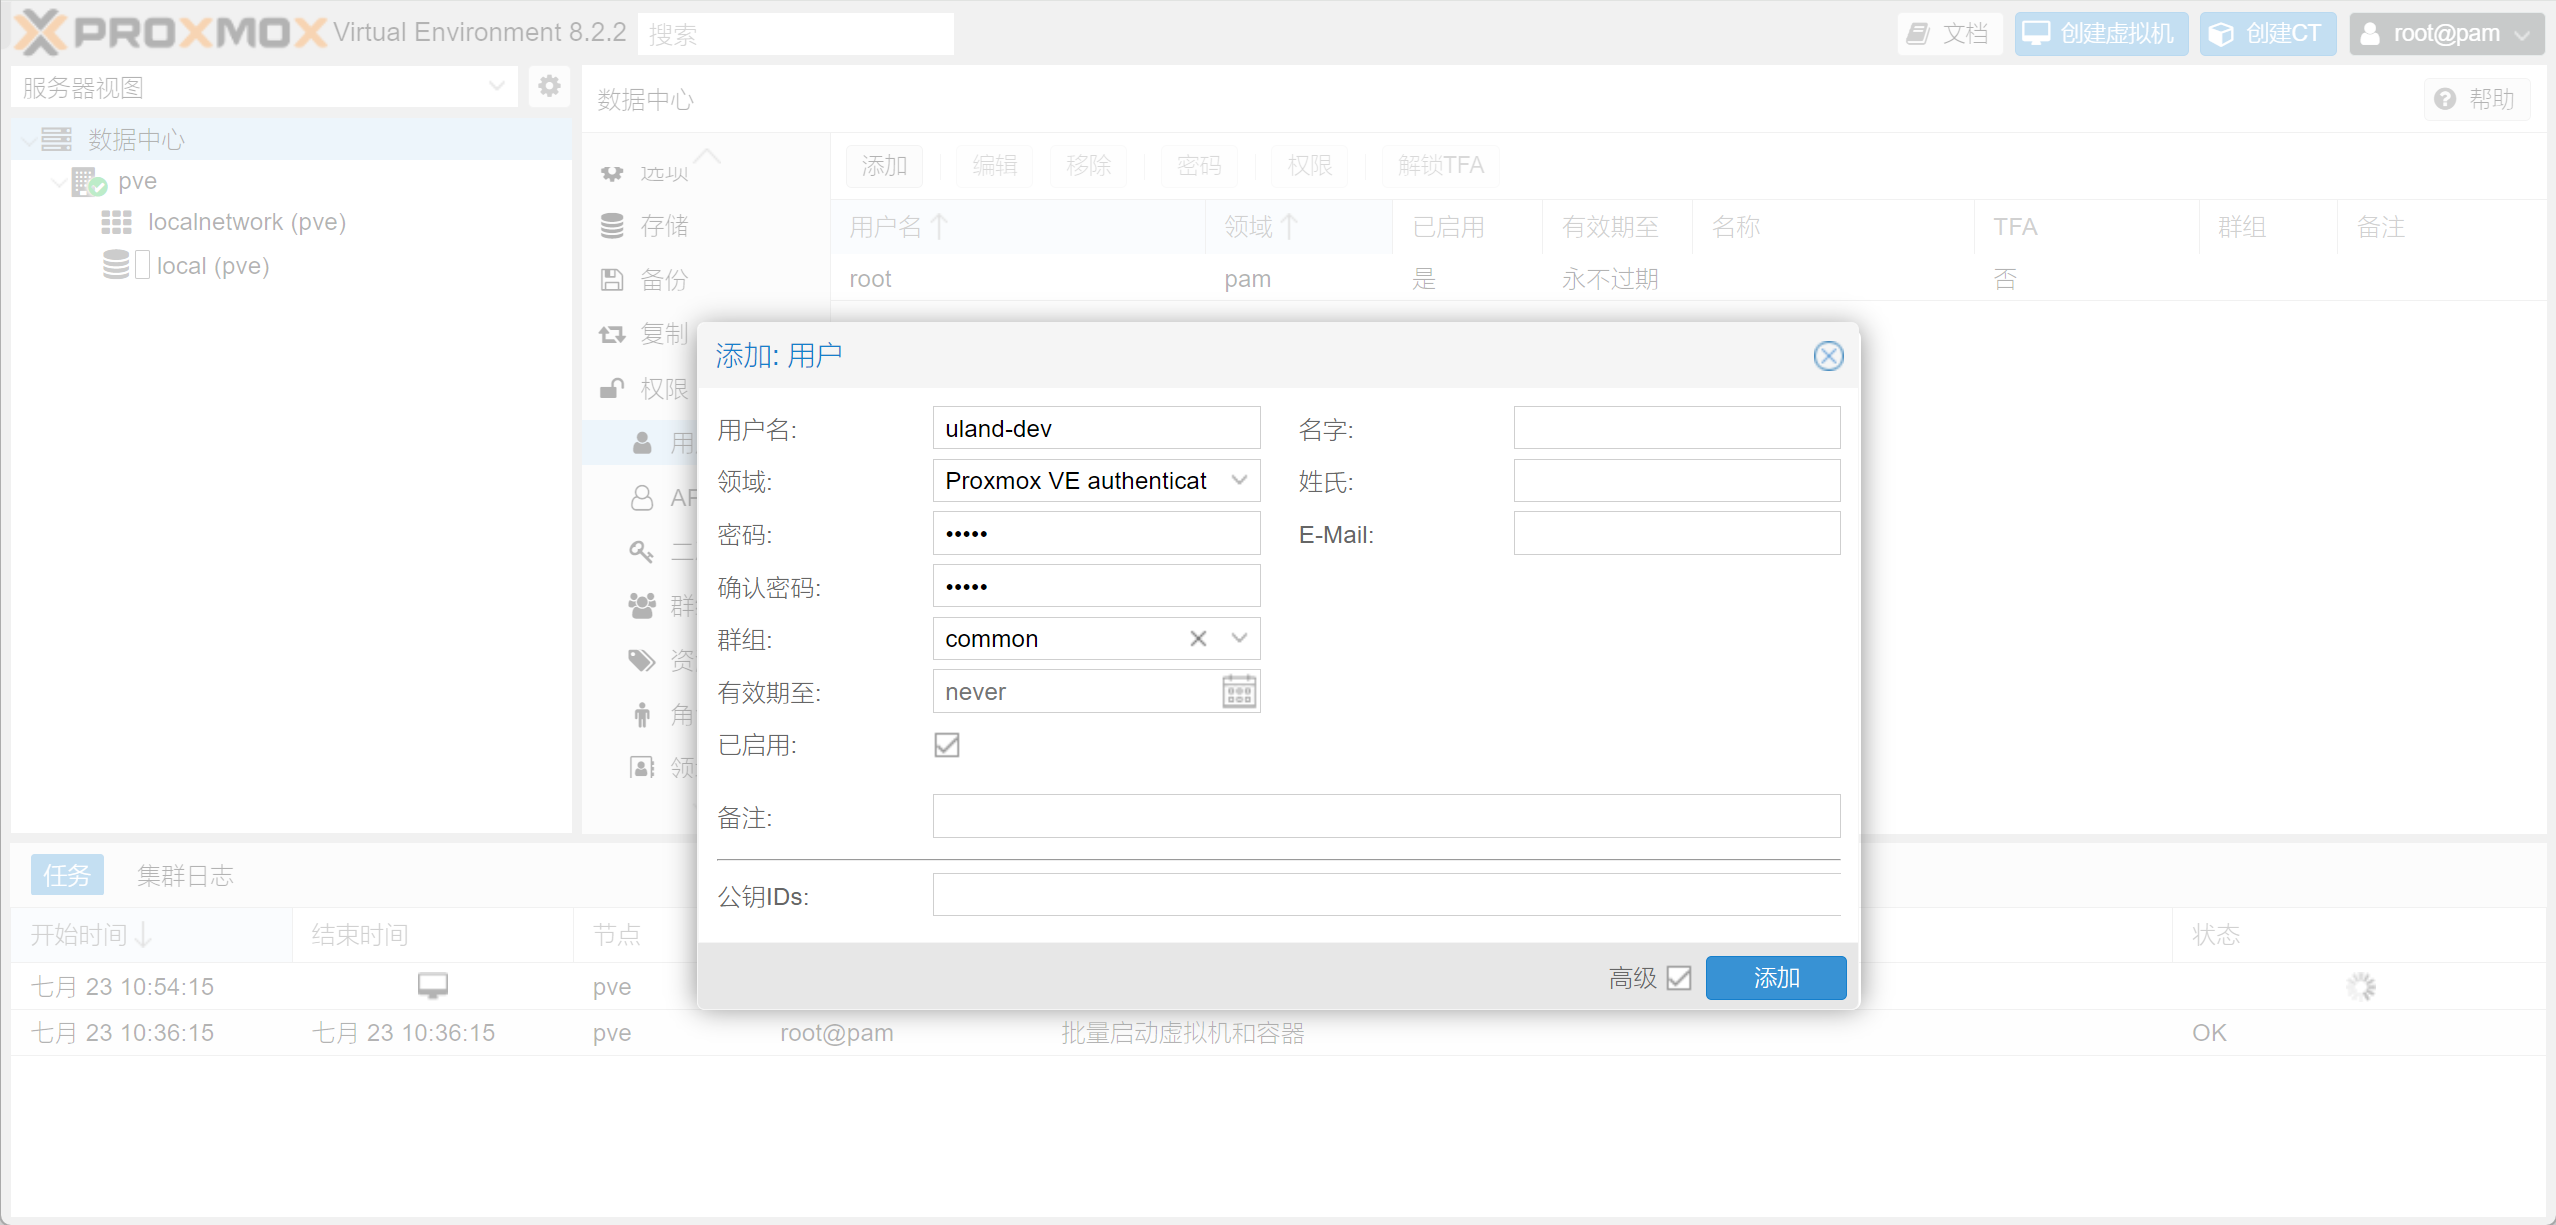 PROXMOX Virtual Environment 8.2.2
搜索
文档
创建虚拟机
创建CT
root@pam
服务器视图
数据中心
pve
localnetwork (pve)
local (pve)
数据中心
帮助
选项
存储
备份
复制
权限
添加
编辑
移除
密码
权限
解锁TFA
用户名 领域 已启用 有效期至 名称 TFA 群组 备注
root pam 是 永不过期 否
添加: 用户
用户名: uland-dev
名字:
领域: Proxmox VE authenticat
姓氏:
密码: •••••
E-Mail:
确认密码: •••••
群组: common
有效期至: never
已启用:
备注:
公钥IDs:
高级
添加
任务
集群日志
开始时间 结束时间 节点 状态
七月 23 10:54:15 pve
七月 23 10:36:15 七月 23 10:36:15 pve root@pam 批量启动虚拟机和容器 OK